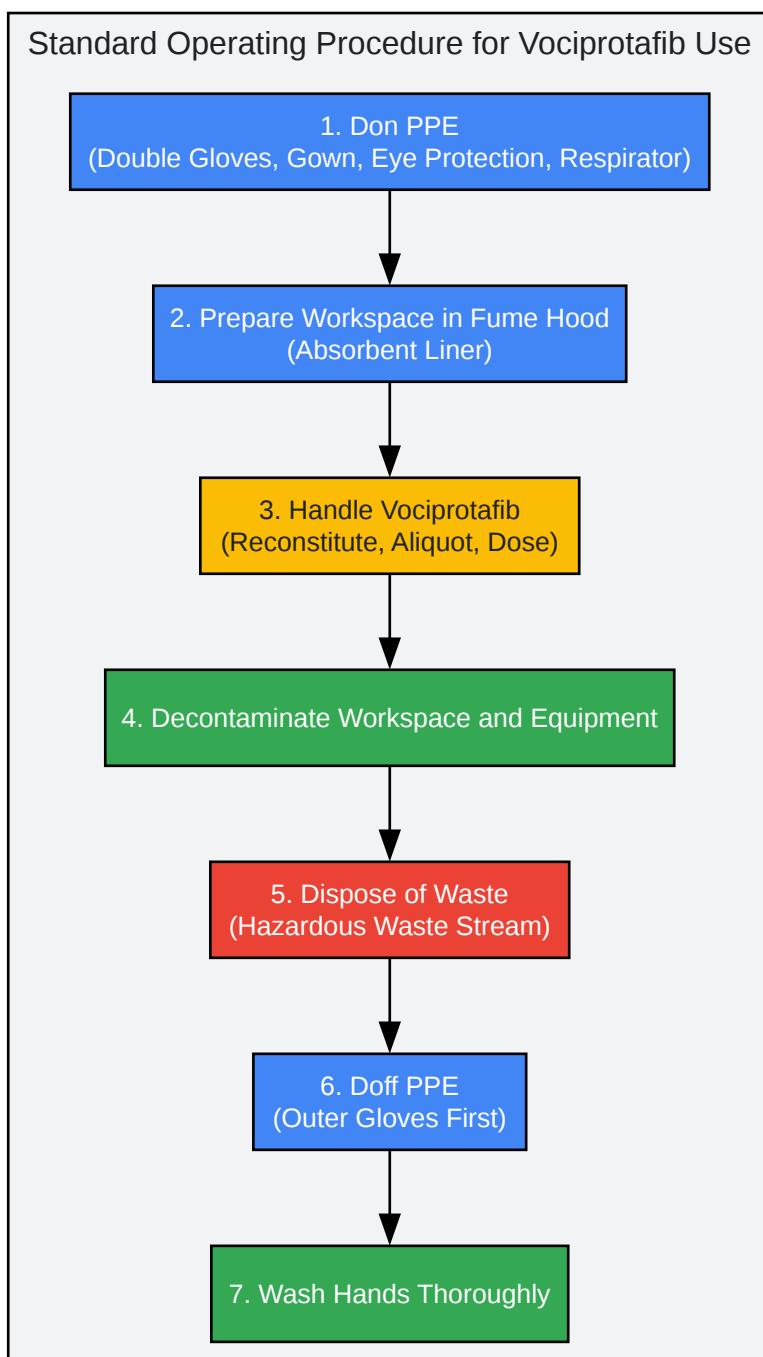 Standard Operating Procedure for Vociprotafib Use
1. Don PPE
(Double Gloves, Gown, Eye Protection, Respirator)
2. Prepare Workspace in Fume Hood
(Absorbent Liner)
3. Handle Vociprotafib
(Reconstitute, Aliquot, Dose)
4. Decontaminate Workspace and Equipment
5. Dispose of Waste
(Hazardous Waste Stream)
6. Doff PPE
(Outer Gloves First)
7. Wash Hands Thoroughly